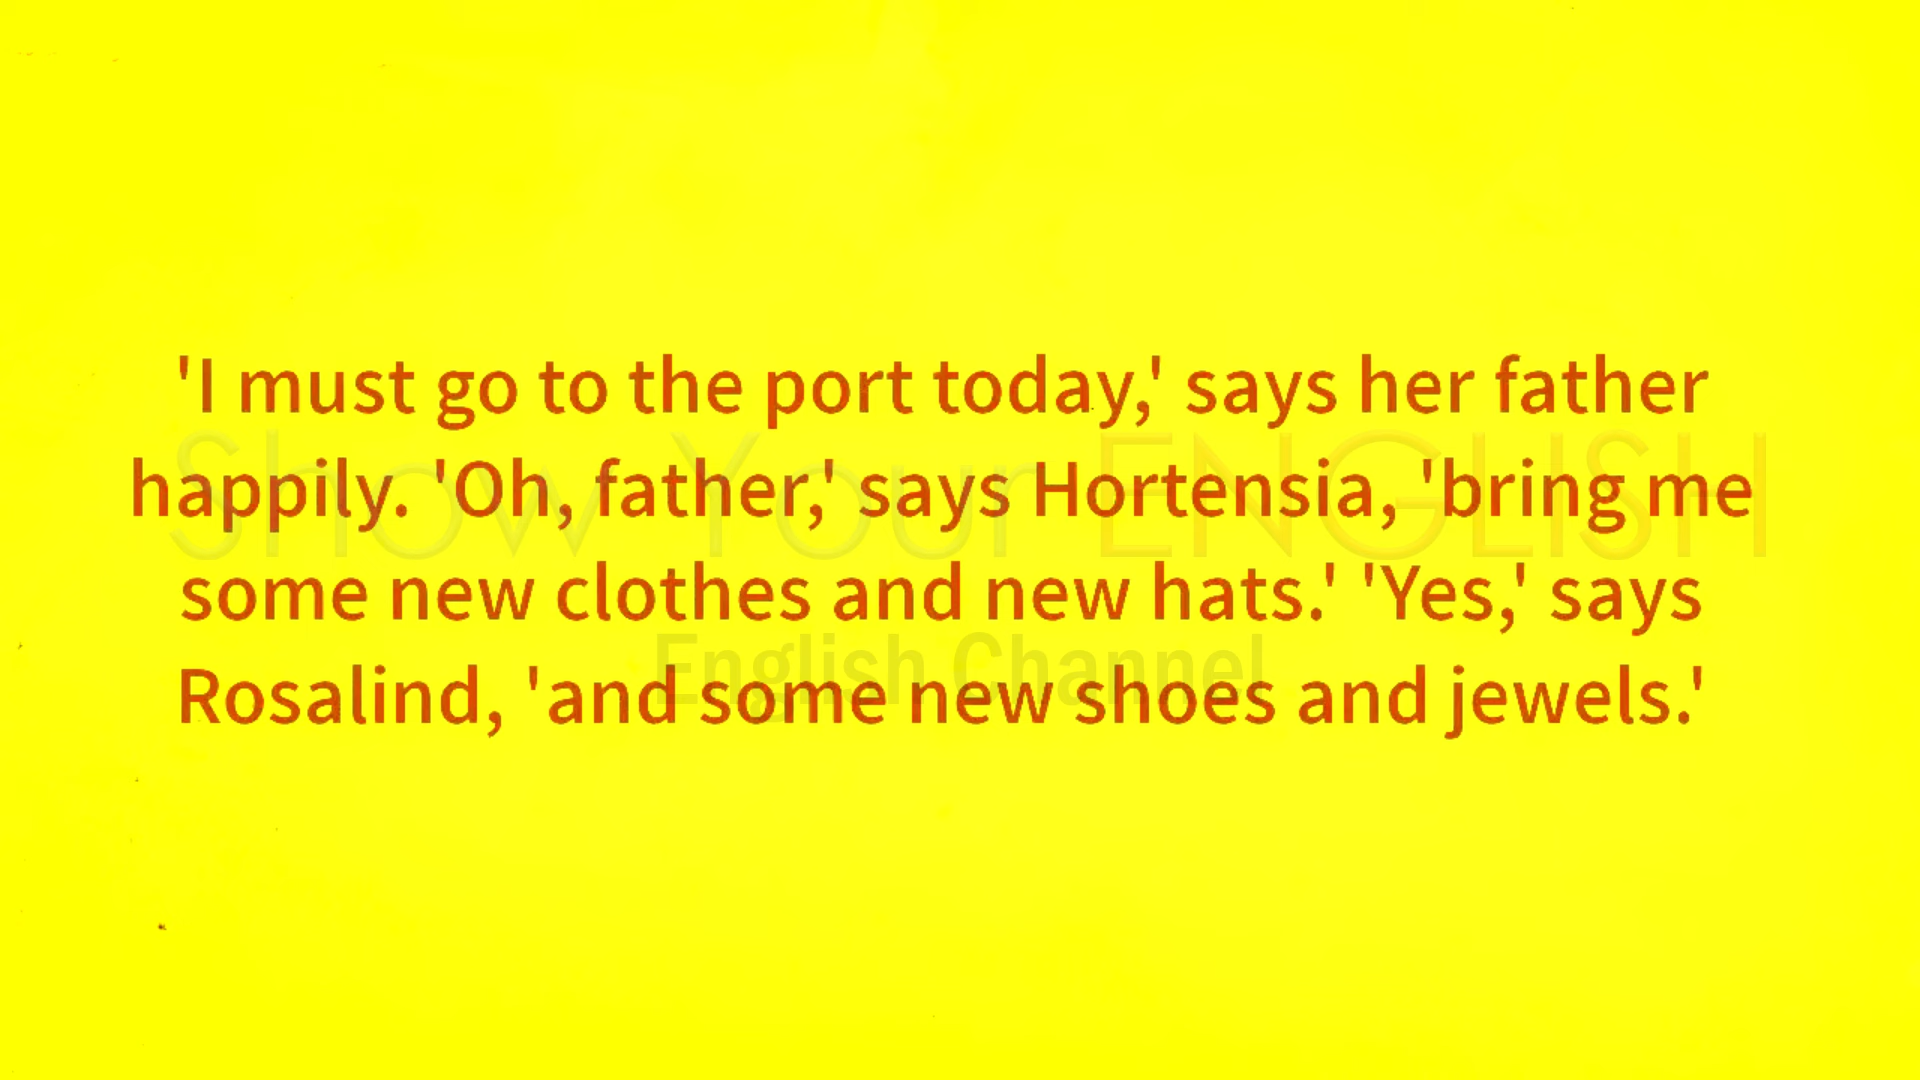 'I must go to the port today,' says her father
happily. 'Oh, father,' says Hortensia, 'bring me
some new clothes and new hats.' 'Yes,' says
Rosalind, 'and some new shoes and jewels.'
Show Your ENGLISH
English Channel